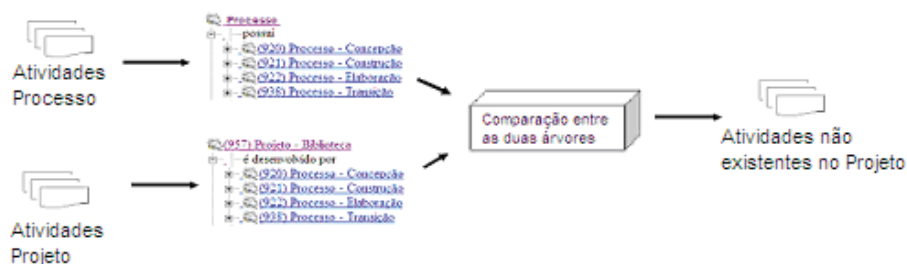 Atividades
Processo
Processo
possui
(920) Processo - Concepção
(921) Processo - Construção
(922) Processo - Elaboração
(938) Processo - Transição
Comparação entre
as duas árvores
Atividades não
existentes no Projeto
(957) Projeto - Biblioteca
é desenvolvido por
(920) Processo - Concepção
(921) Processo - Construção
(922) Processo - Elaboração
(938) Processo - Transição
Atividades
Projeto